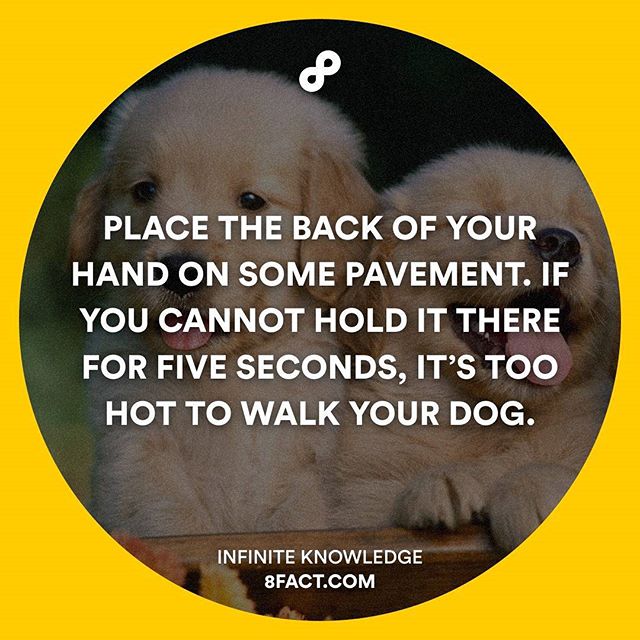 PLACE THE BACK OF YOUR
HAND ON SOME PAVEMENT. IF
YOU CANNOT HOLD IT THERE
FOR FIVE SECONDS, IT’S TOO
HOT TO WALK YOUR DOG.
INFINITE KNOWLEDGE
8FACT.COM